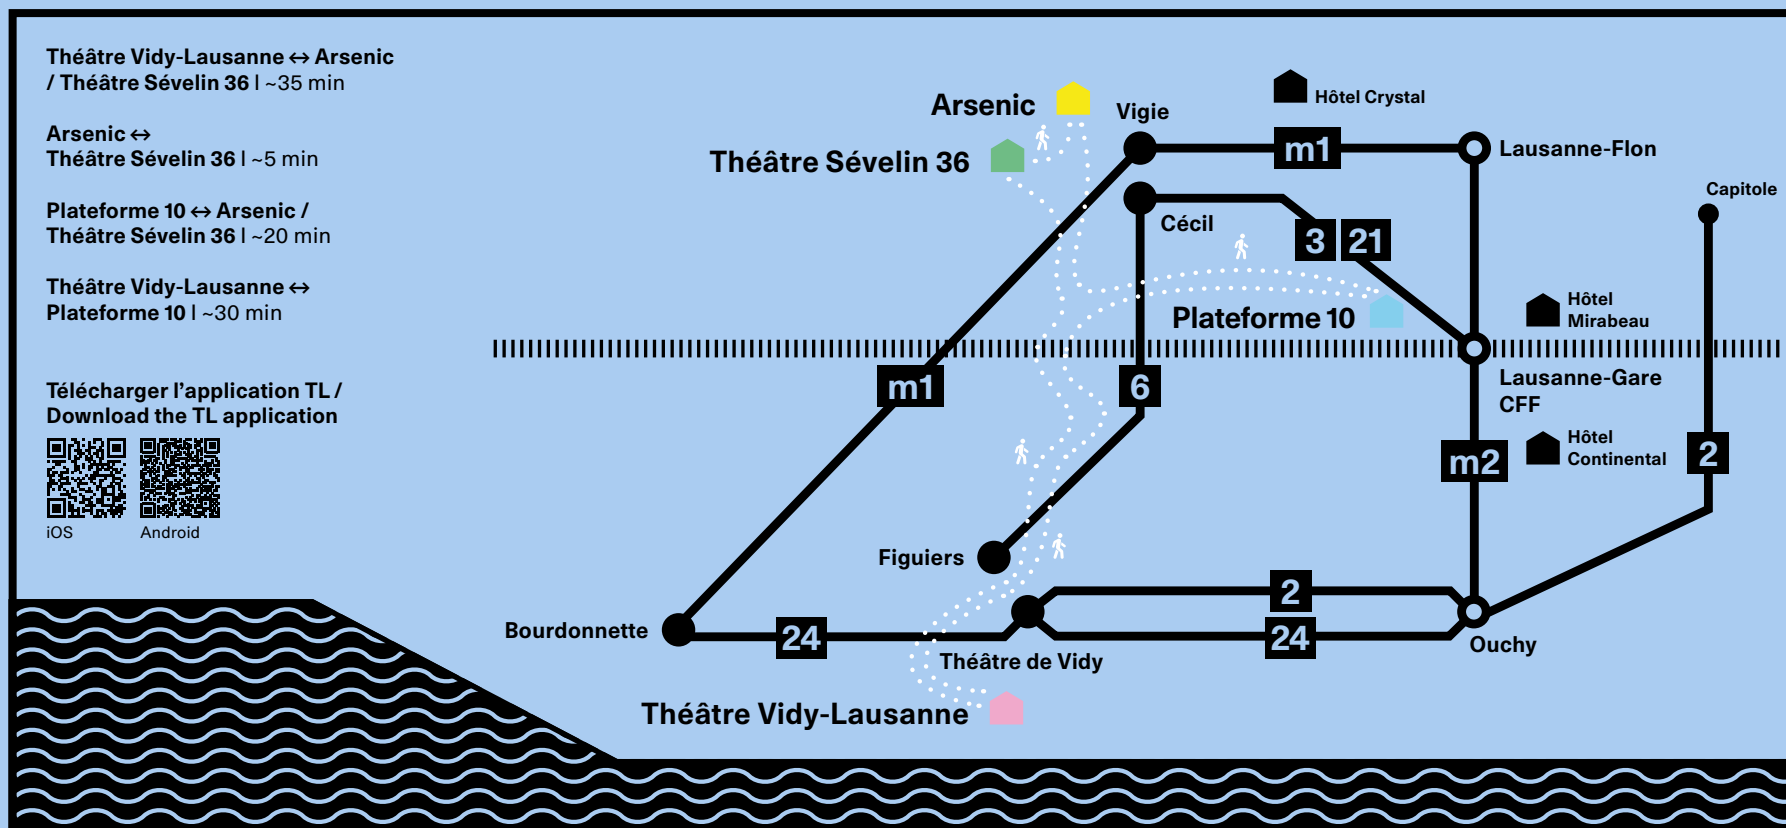 Théâtre Vidy-Lausanne ↔ Arsenic
/ Théâtre Sévelin 36 | ~35 min
Arsenic ↔
Théâtre Sévelin 36 | ~5 min
Plateforme 10 ↔ Arsenic /
Théâtre Sévelin 36 | ~20 min
Théâtre Vidy-Lausanne ↔
Plateforme 10 | ~30 min
Télécharger l'application TL /
Download the TL application
iOS
Android
Arsenic
Théâtre Sévelin 36
Vigie
Hôtel Crystal
m1
Lausanne-Flon
Capitole
Cécil
3
21
Plateforme 10
Hôtel
Mirabeau
Lausanne-Gare
CFF
m1
6
m2
Hôtel
Continental
2
Figuiers
2
Bourdonnette
24
24
Théâtre de Vidy
Ouchy
Théâtre Vidy-Lausanne